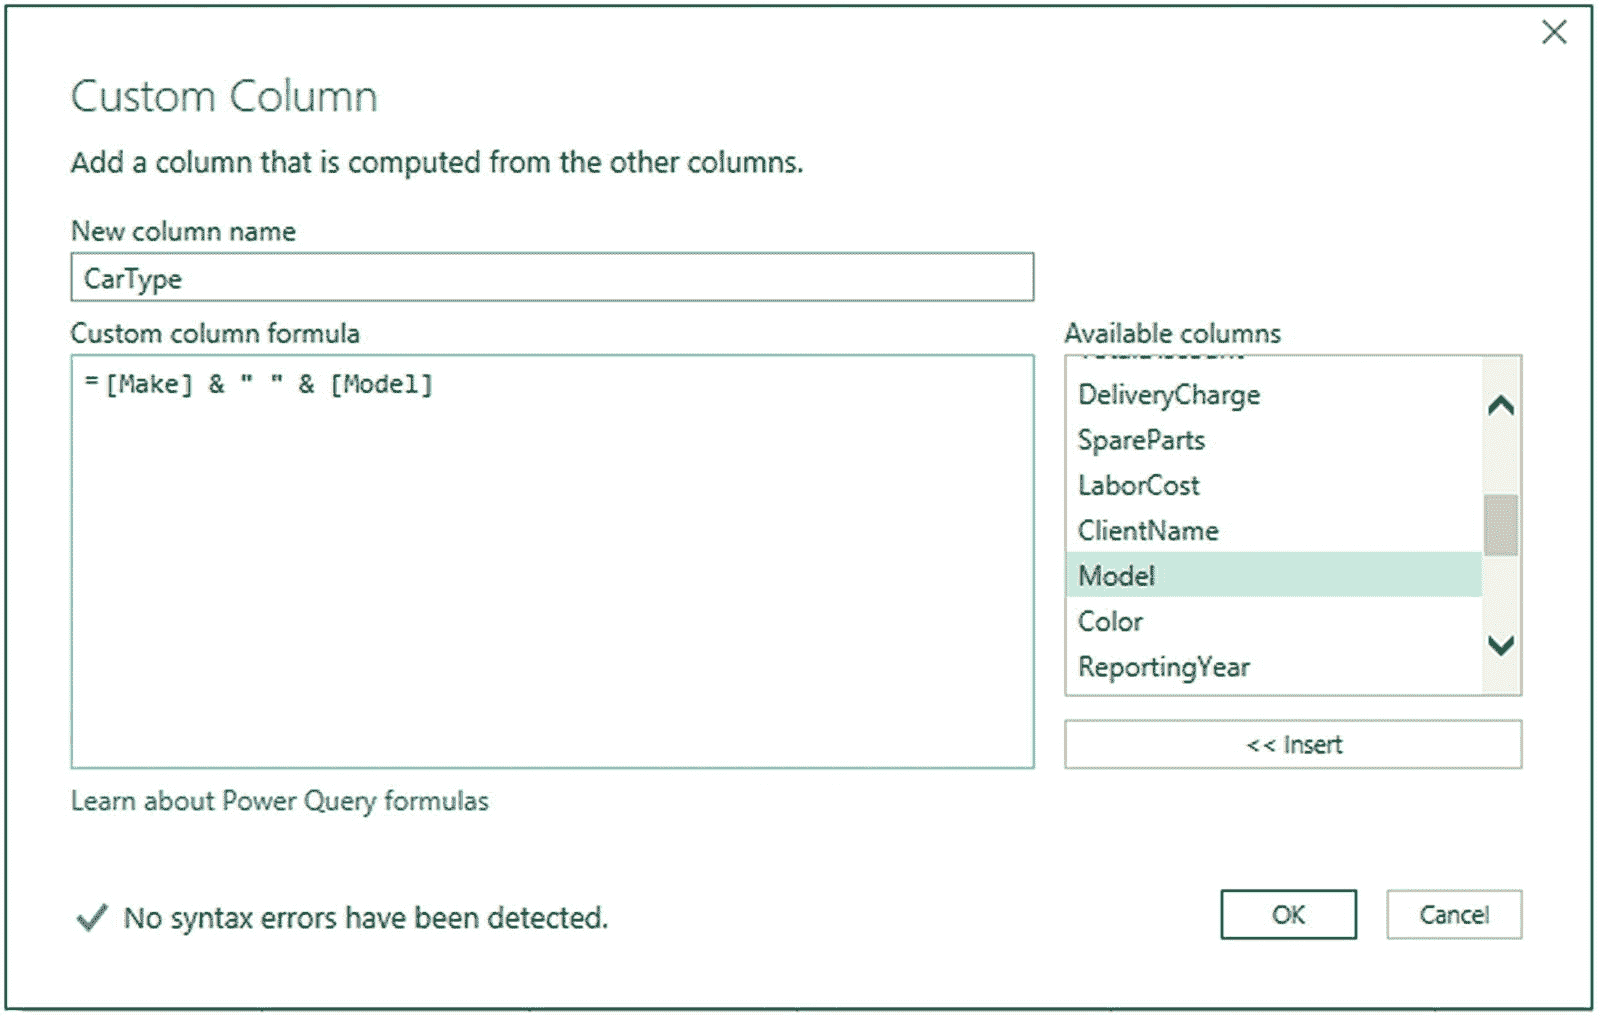 Custom Column
Add a column that is computed from the other columns.
New column name
CarType
Custom column formula
= [Make] & " " & [Model]
Available columns
DeliveryCharge
SpareParts
LaborCost
ClientName
Model
Color
ReportingYear
<< Insert
Learn about Power Query formulas
No syntax errors have been detected.
OK
Cancel